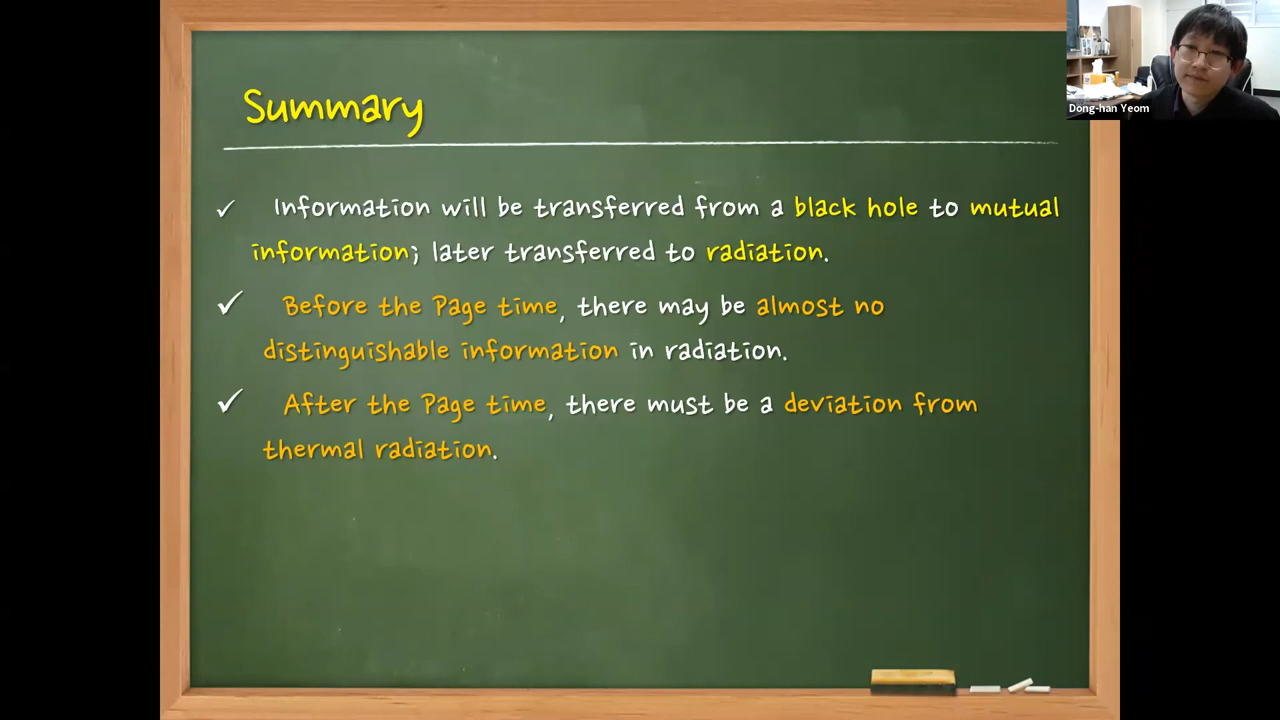 Summary
Dong-han Yeom
✓ Information will be transferred from a black hole to mutual
information; later transferred to radiation.
✓ Before the Page time, there may be almost no
distinguishable information in radiation.
✓ After the Page time, there must be a deviation from
thermal radiation.